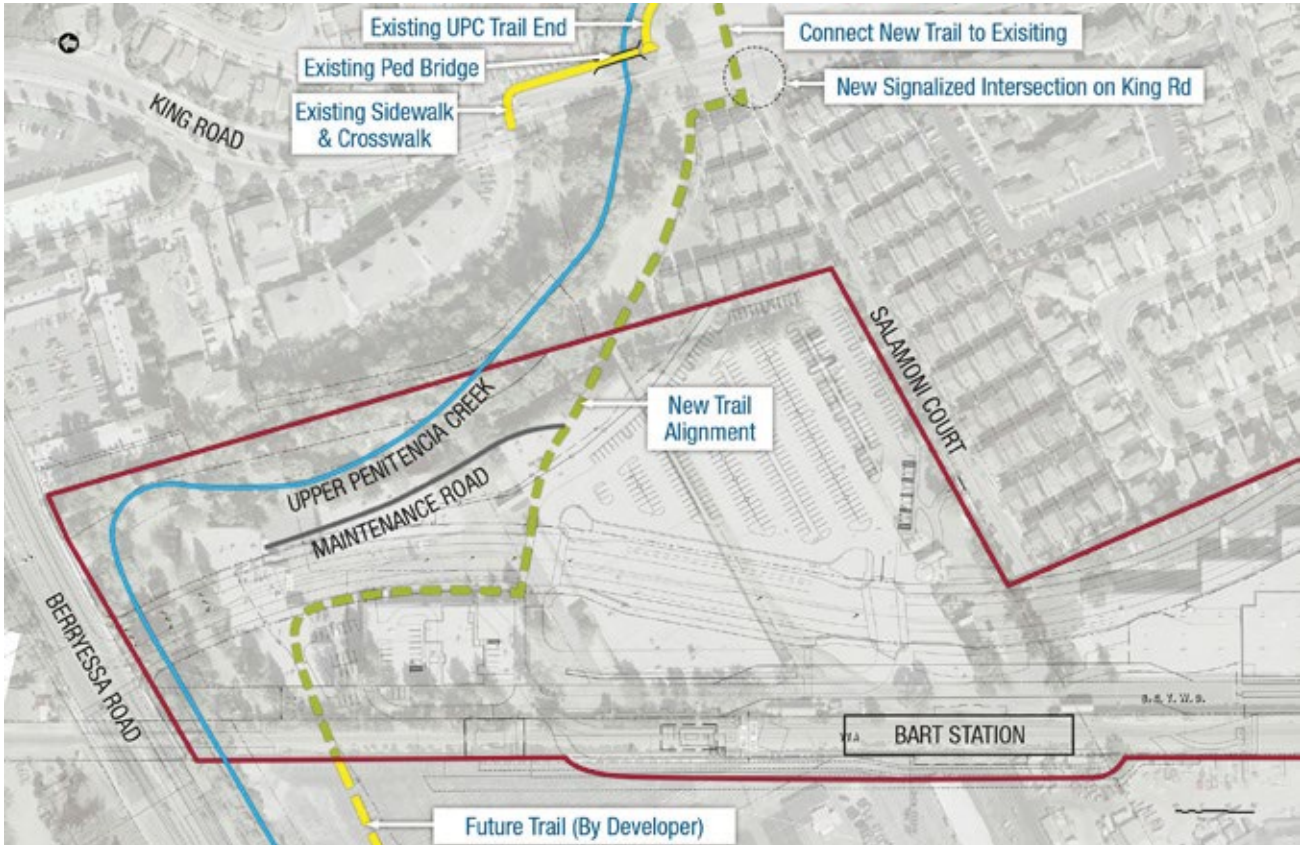 Existing UPC Trail End
Connect New Trail to Exisiting
Existing Ped Bridge
New Signalized Intersection on King Rd
Existing Sidewalk
& Crosswalk
KING ROAD
SALAMONI COURT
New Trail
Alignment
UPPER PENITENCIA CREEK
MAINTENANCE ROAD
BERRYESSA ROAD
BART STATION
Future Trail (By Developer)